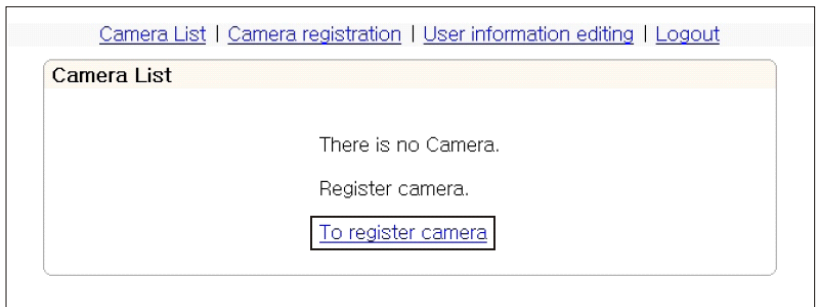 Camera List | Camera registration | User information editing | Logout
Camera List
There is no Camera.
Register camera.
To register camera